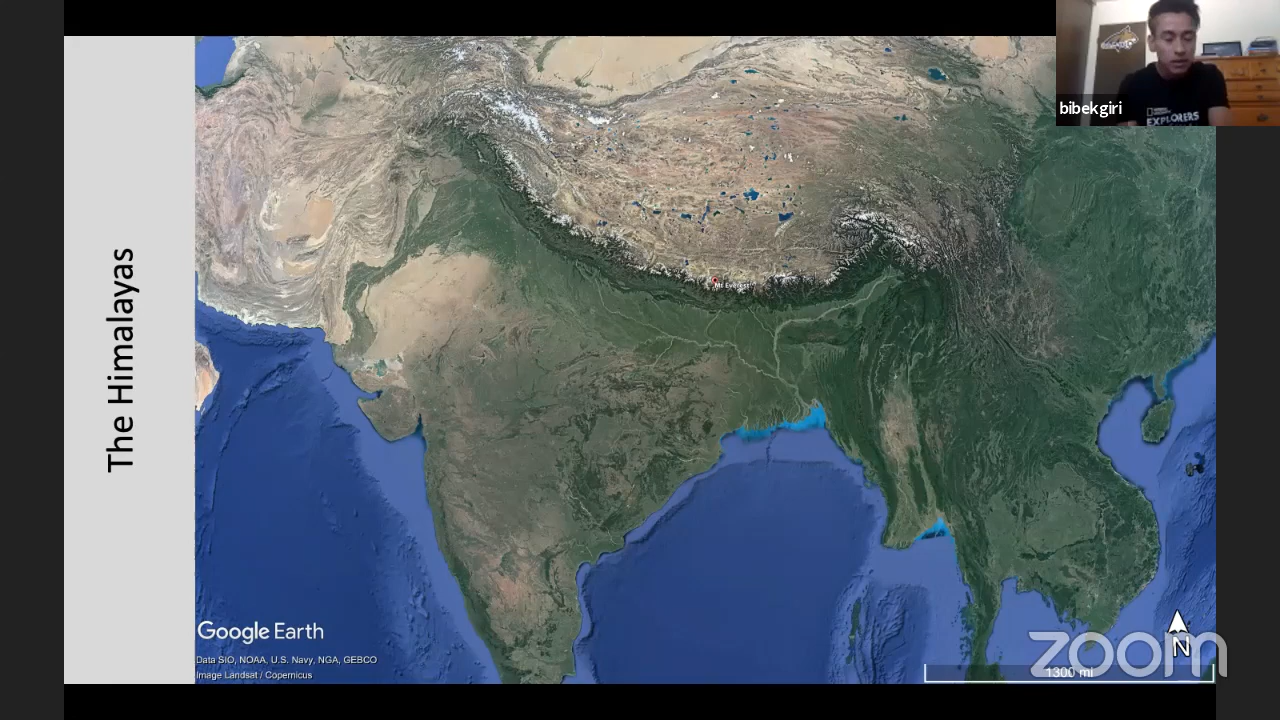 The Himalayas
bibekgiri
EXPLORERS
Mt Everest
Google Earth
Data SIO, NOAA, U.S. Navy, NGA, GEBCO
Image Landsat / Copernicus
N
zoom
1300 mi